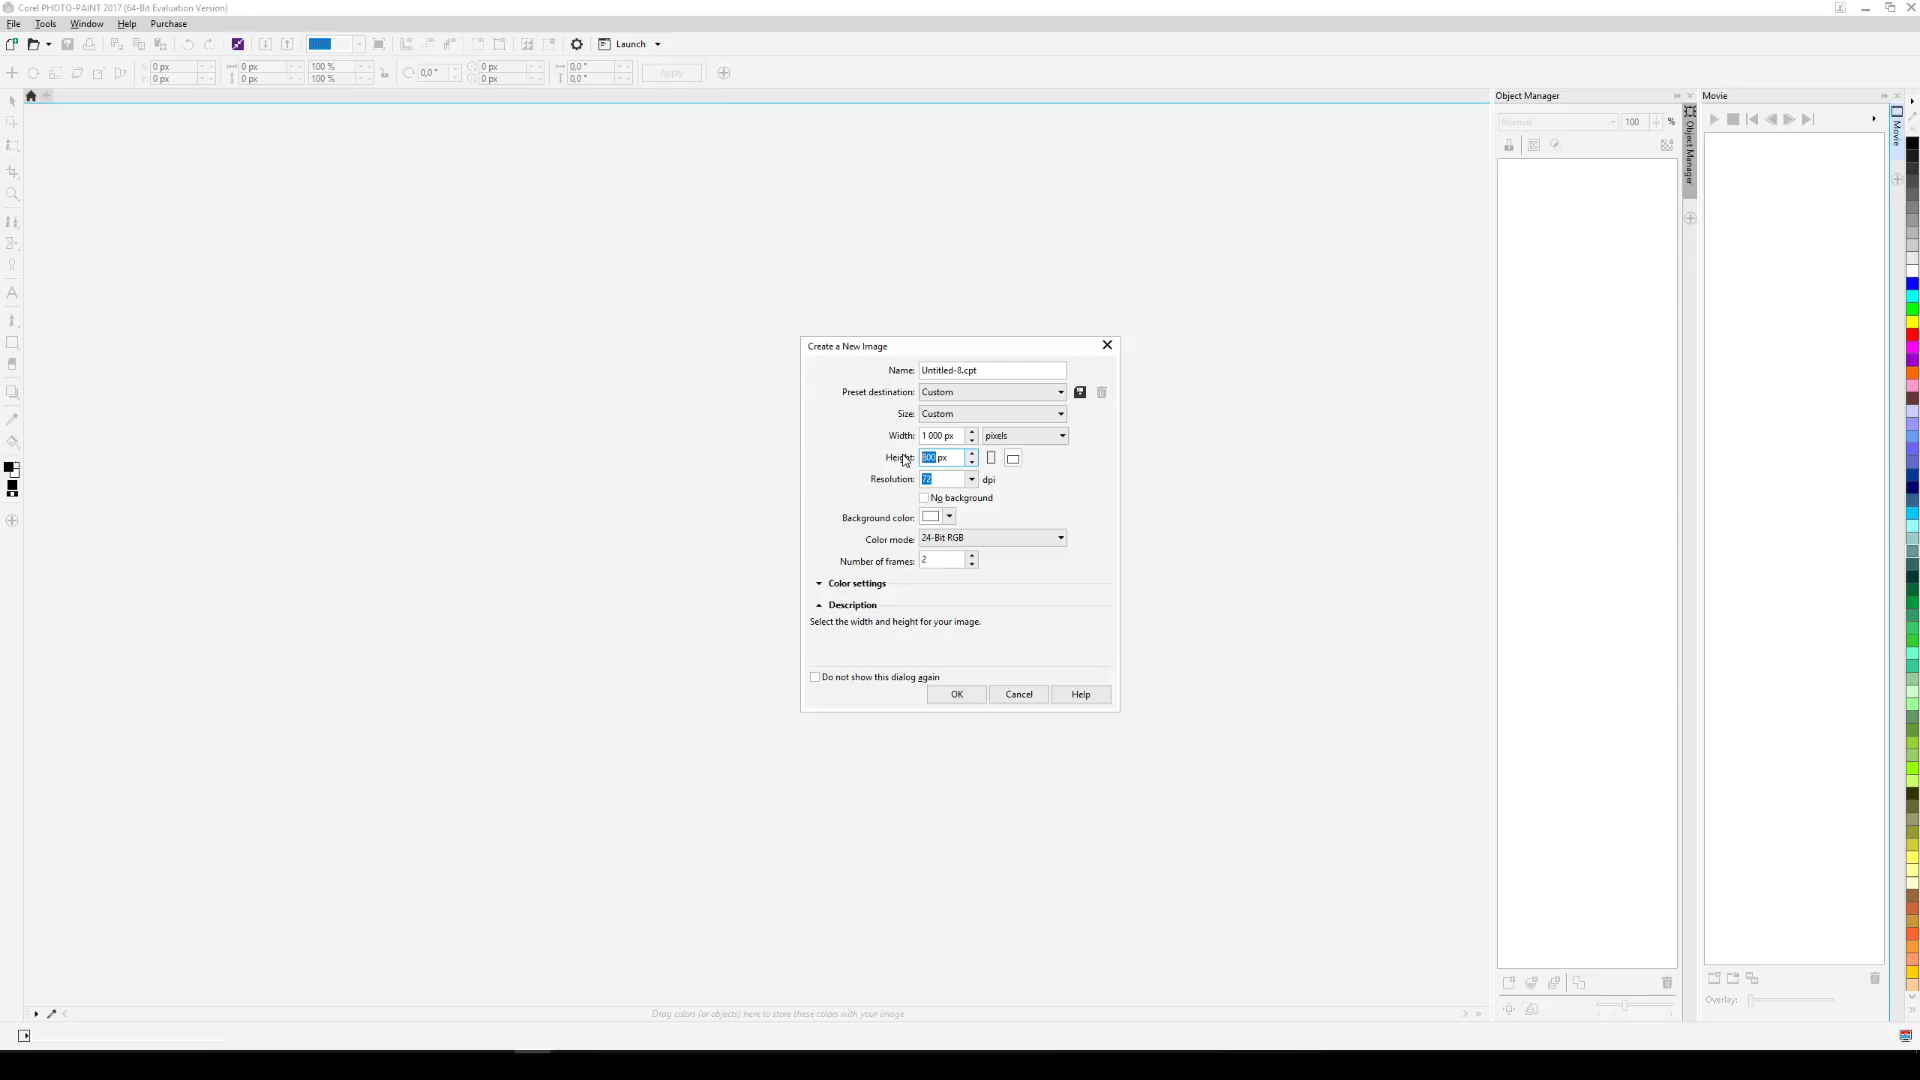 Corel PHOTO-PAINT 2017 (64-Bit Evaluation Version)
File Tools Window Help Purchase
Launch
0 px 0 px 100 % 0,0 ° 0 px 0,0 ° Apply
0 px 0 px 100 % 0 px 0,0 °
Object Manager
Movie
Normal 100 %
Object Manager
Movie
Create a New Image
Name: Untitled-8.cpt
Preset destination: Custom
Size: Custom
Width: 1 000 px pixels
Height: 800 px
Resolution: 72 dpi
No background
Background color:
Color mode: 24-Bit RGB
Number of frames: 2
Color settings
Description
Select the width and height for your image.
Do not show this dialog again
OK Cancel Help
Overlay:
Drag colors (or objects) here to store these colors with your image